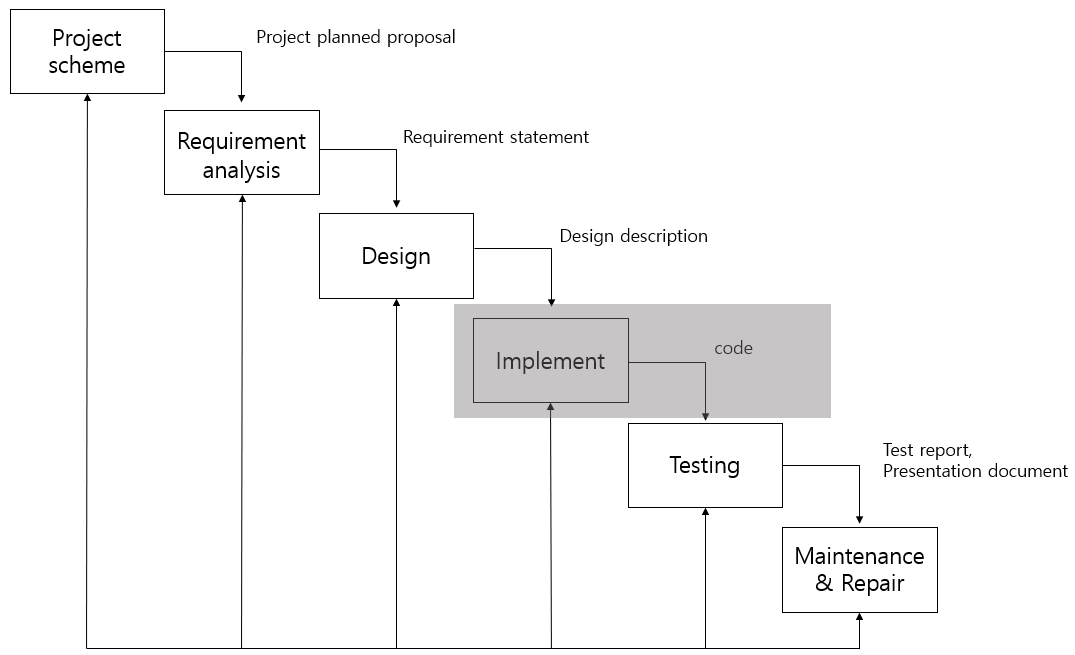 Project
scheme
Project planned proposal
Requirement
analysis
Requirement statement
Design
Design description
Implement
code
Testing
Test report,
Presentation document
Maintenance
& Repair